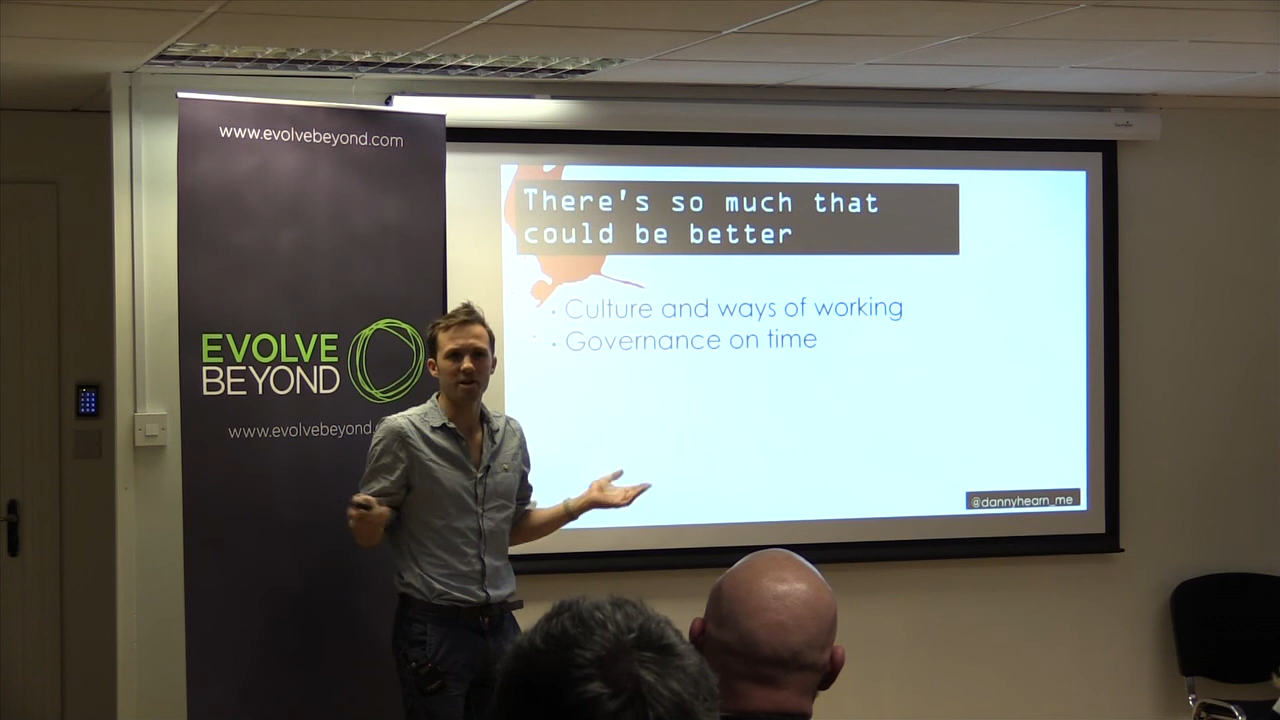 www.evolvebeyond.com
EVOLVE
BEYOND
www.evolvebeyond.
There's so much that
could be better
· Culture and ways of working
· Governance on time
@dannyhearn_me